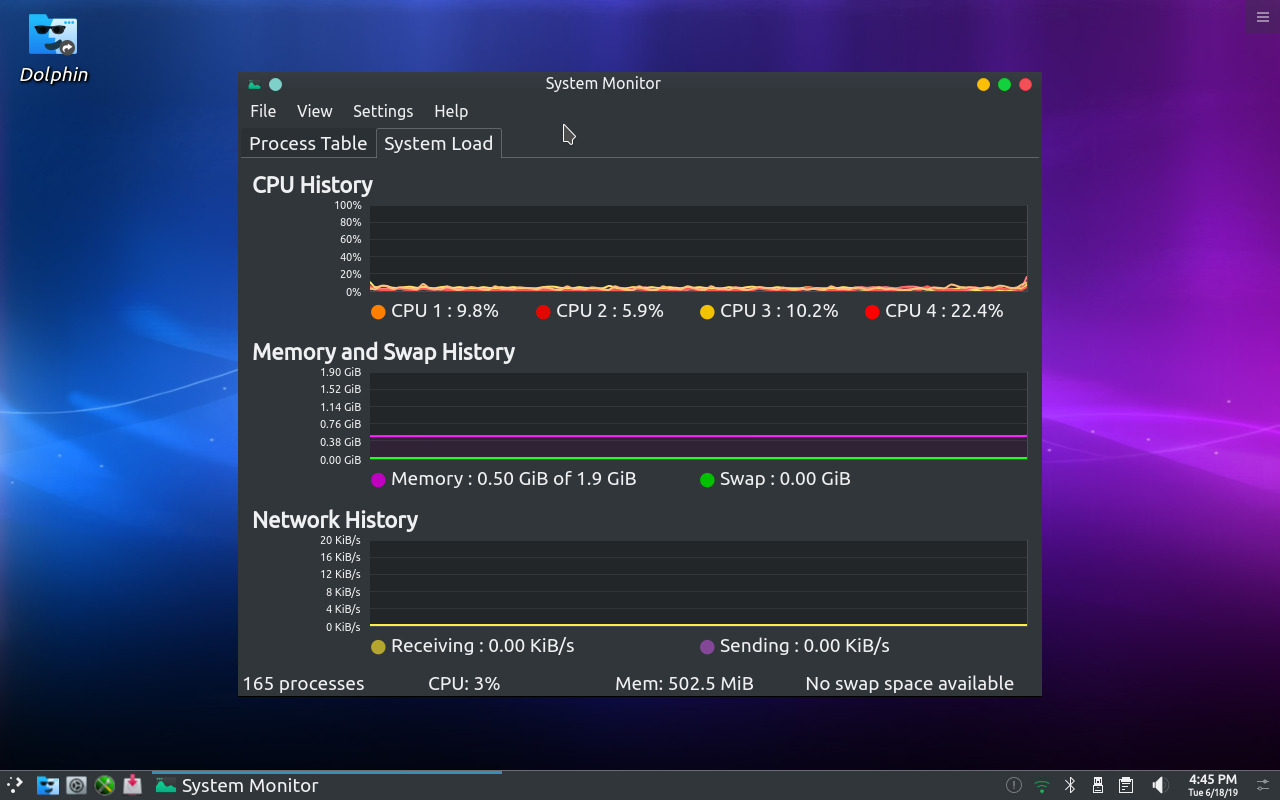 Dolphin
System Monitor
File View Settings Help
Process Table System Load
CPU History
100%
80%
60%
40%
20%
0%
CPU 1 : 9.8% CPU 2 : 5.9% CPU 3 : 10.2% CPU 4 : 22.4%
Memory and Swap History
1.90 GiB
1.52 GiB
1.14 GiB
0.76 GiB
0.38 GiB
0.00 GiB
Memory : 0.50 GiB of 1.9 GiB Swap : 0.00 GiB
Network History
20 KiB/s
16 KiB/s
12 KiB/s
8 KiB/s
4 KiB/s
0 KiB/s
Receiving : 0.00 KiB/s Sending : 0.00 KiB/s
165 processes CPU: 3% Mem: 502.5 MiB No swap space available
System Monitor 4:45 PM
Tue 6/18/19